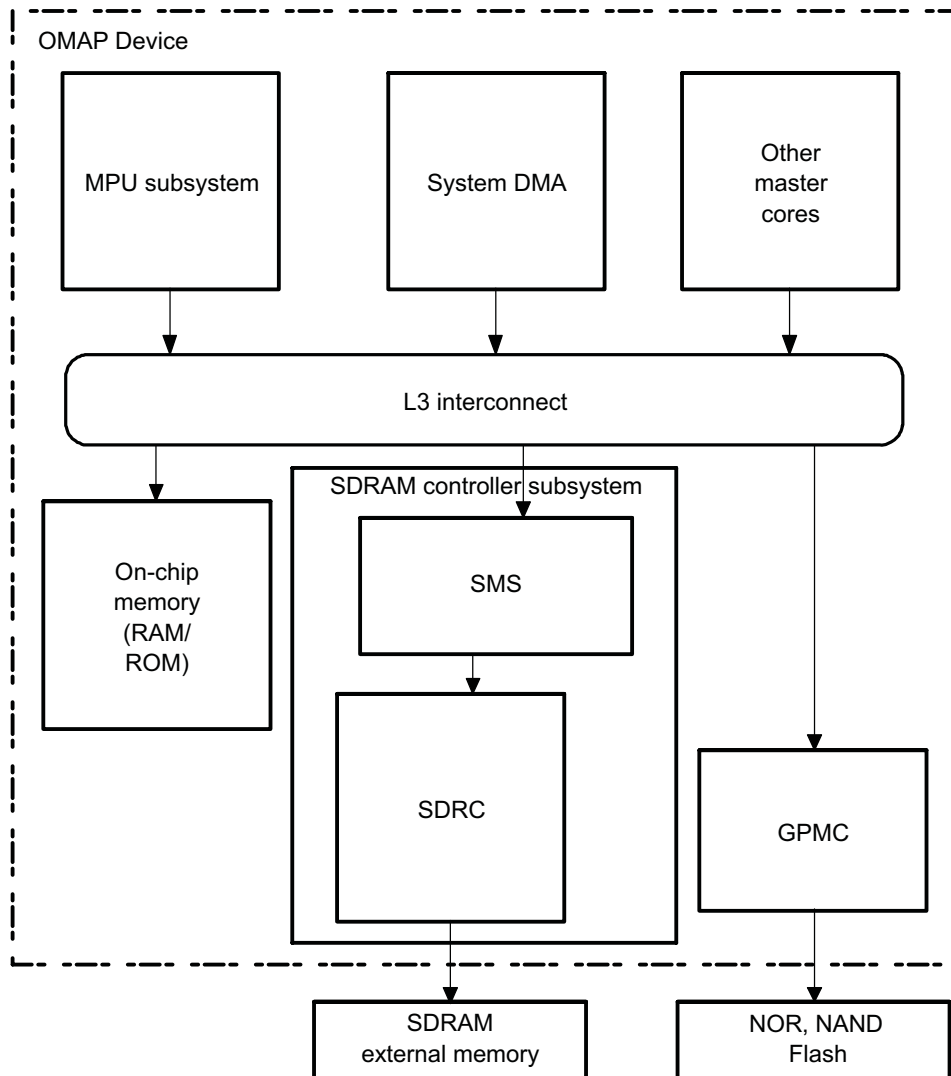 OMAP Device
MPU subsystem
System DMA
Other
master
cores
L3 interconnect
SDRAM controller subsystem
On-chip
memory
(RAM/
ROM)
SMS
SDRC
GPMC
SDRAM
external memory
NOR, NAND
Flash